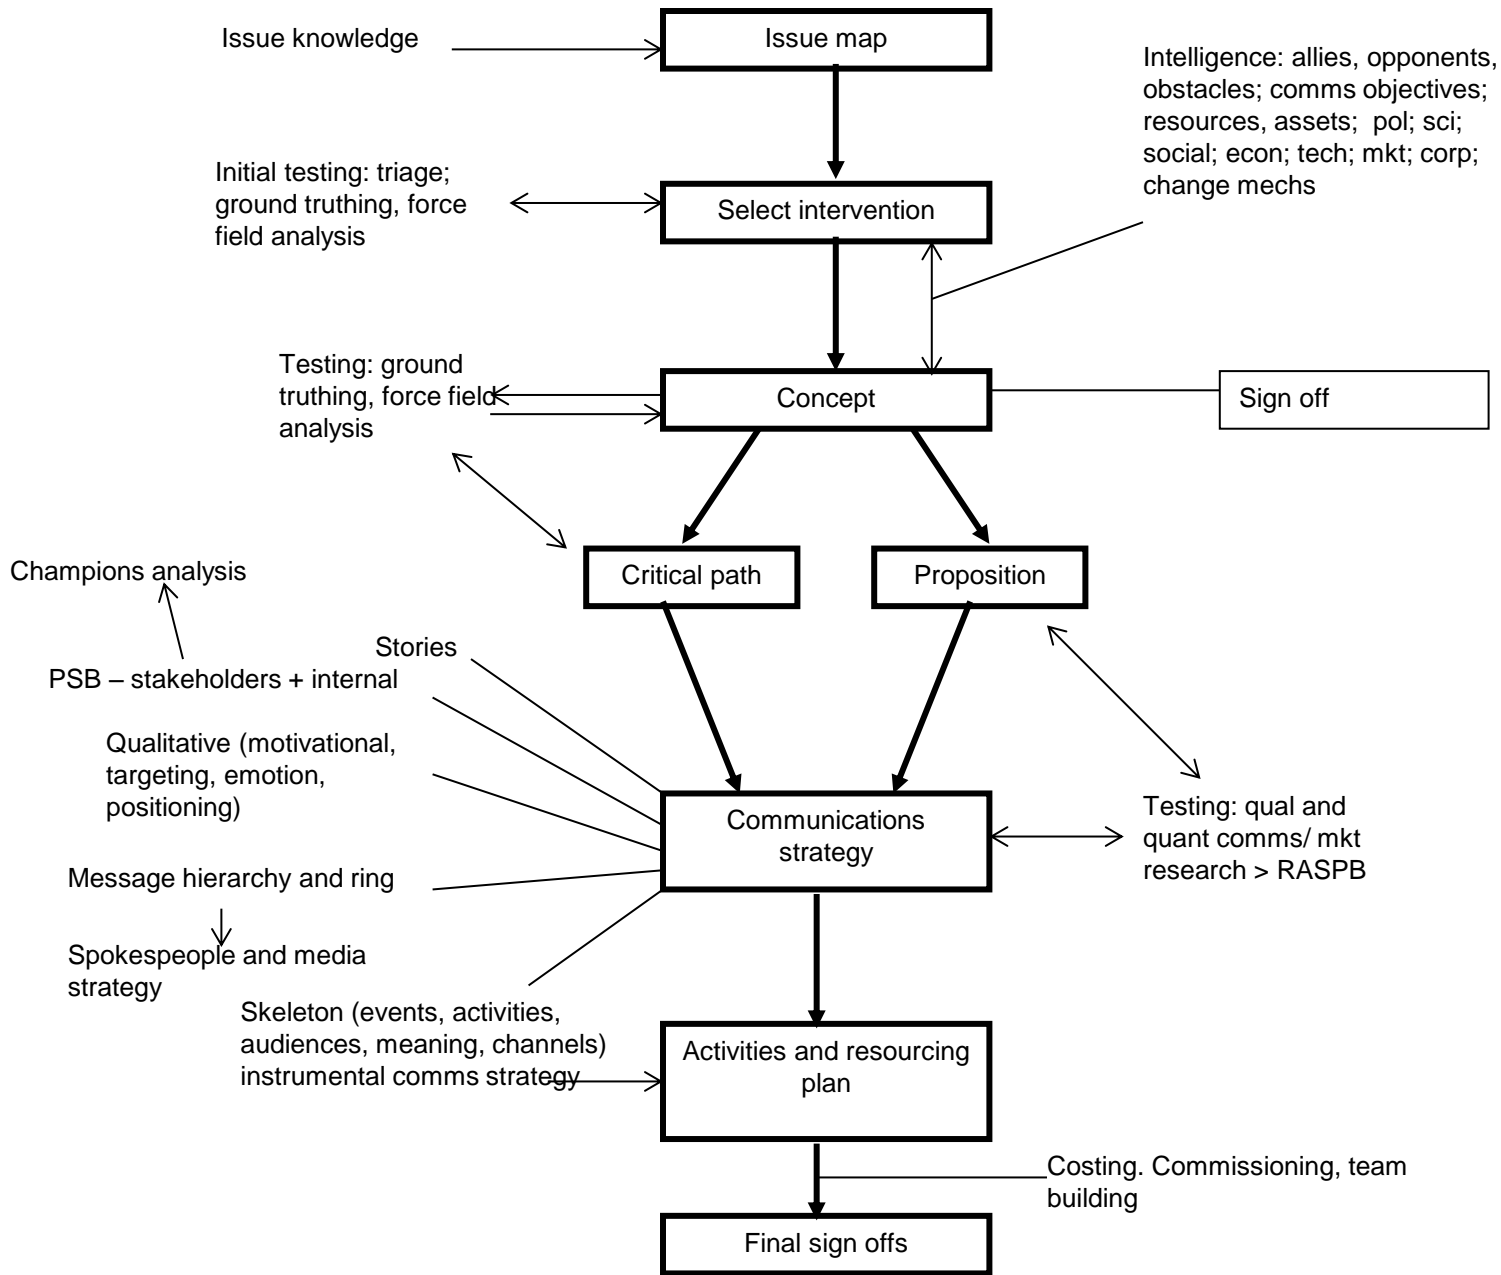 Issue knowledge
Issue map
Intelligence: allies, opponents,
obstacles; comms objectives;
resources, assets;  pol; sci;
social; econ; tech; mkt; corp;
change mechs
Initial testing: triage;
ground truthing, force
field analysis
Select intervention
Testing: ground
truthing, force field
analysis
Concept
Sign off
Critical path
Proposition
Champions analysis
Stories
PSB – stakeholders + internal
Qualitative (motivational,
targeting, emotion,
positioning)
Message hierarchy and ring
Spokespeople and media
strategy
Communications
strategy
Testing: qual and
quant comms/ mkt
research > RASPB
Skeleton (events, activities,
audiences, meaning, channels)
instrumental comms strategy
Activities and resourcing
plan
Costing. Commissioning, team
building
Final sign offs